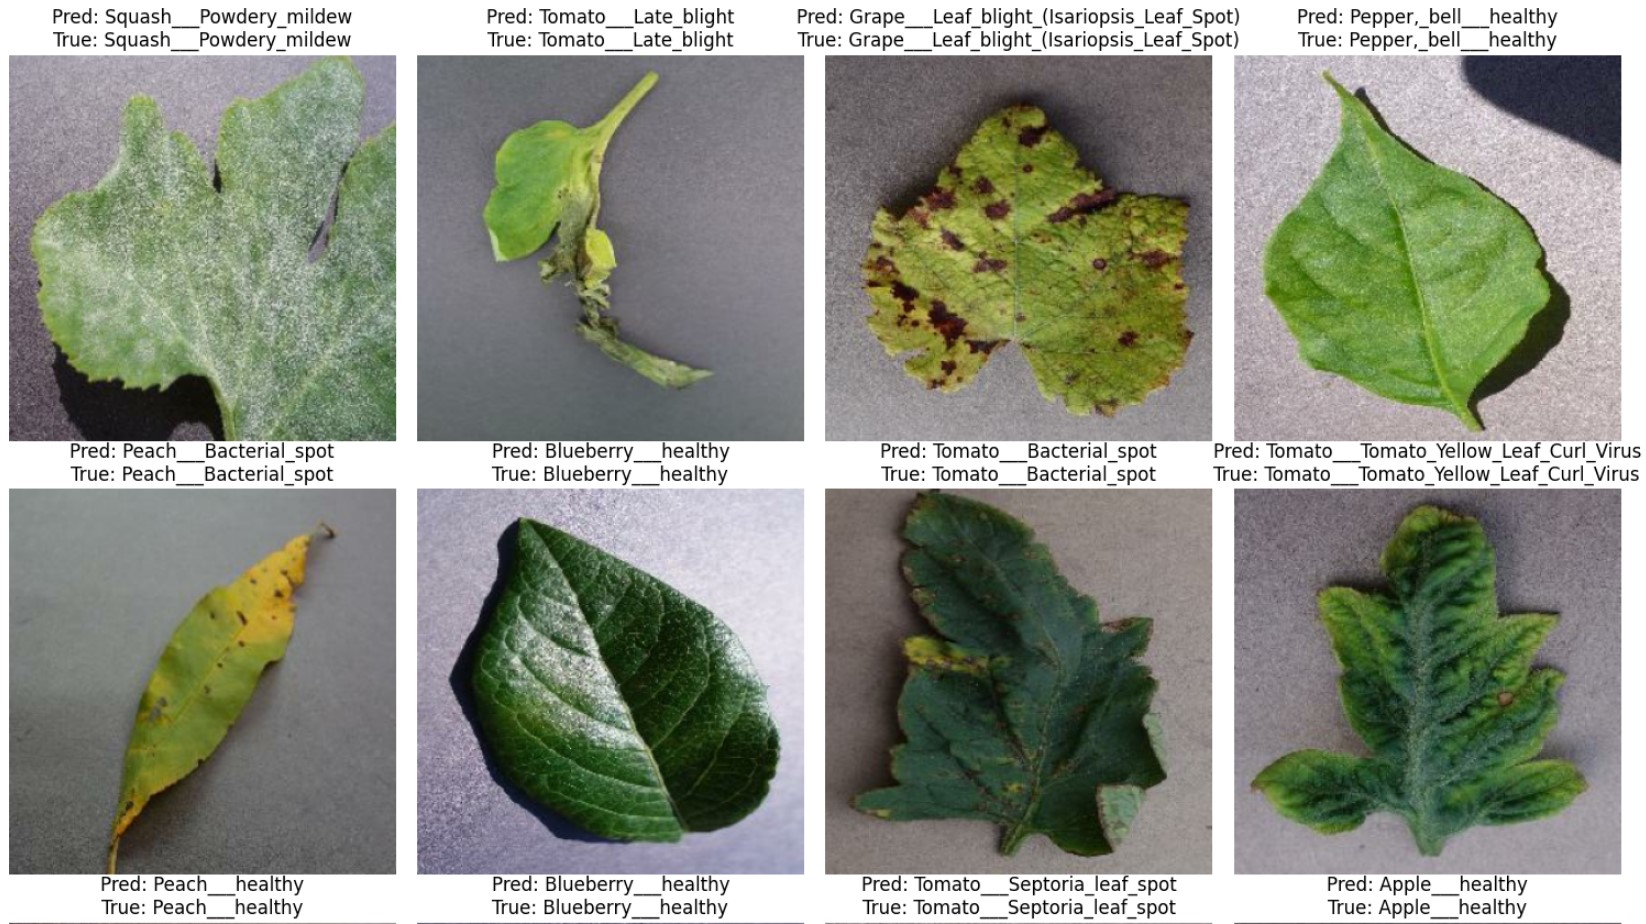 Pred: Squash___Powdery_mildew
True: Squash___Powdery_mildew
Pred: Tomato___Late_blight
True: Tomato___Late_blight
Pred: Grape___Leaf_blight_(Isariopsis_Leaf_Spot)
True: Grape___Leaf_blight_(Isariopsis_Leaf_Spot)
Pred: Pepper,_bell___healthy
True: Pepper,_bell___healthy
Pred: Peach___Bacterial_spot
True: Peach___Bacterial_spot
Pred: Blueberry___healthy
True: Blueberry___healthy
Pred: Tomato___Bacterial_spot
True: Tomato___Bacterial_spot
Pred: Tomato___Tomato_Yellow_Leaf_Curl_Virus
True: Tomato___Tomato_Yellow_Leaf_Curl_Virus
Pred: Peach___healthy
True: Peach___healthy
Pred: Blueberry___healthy
True: Blueberry___healthy
Pred: Tomato___Septoria_leaf_spot
True: Tomato___Septoria_leaf_spot
Pred: Apple___healthy
True: Apple___healthy